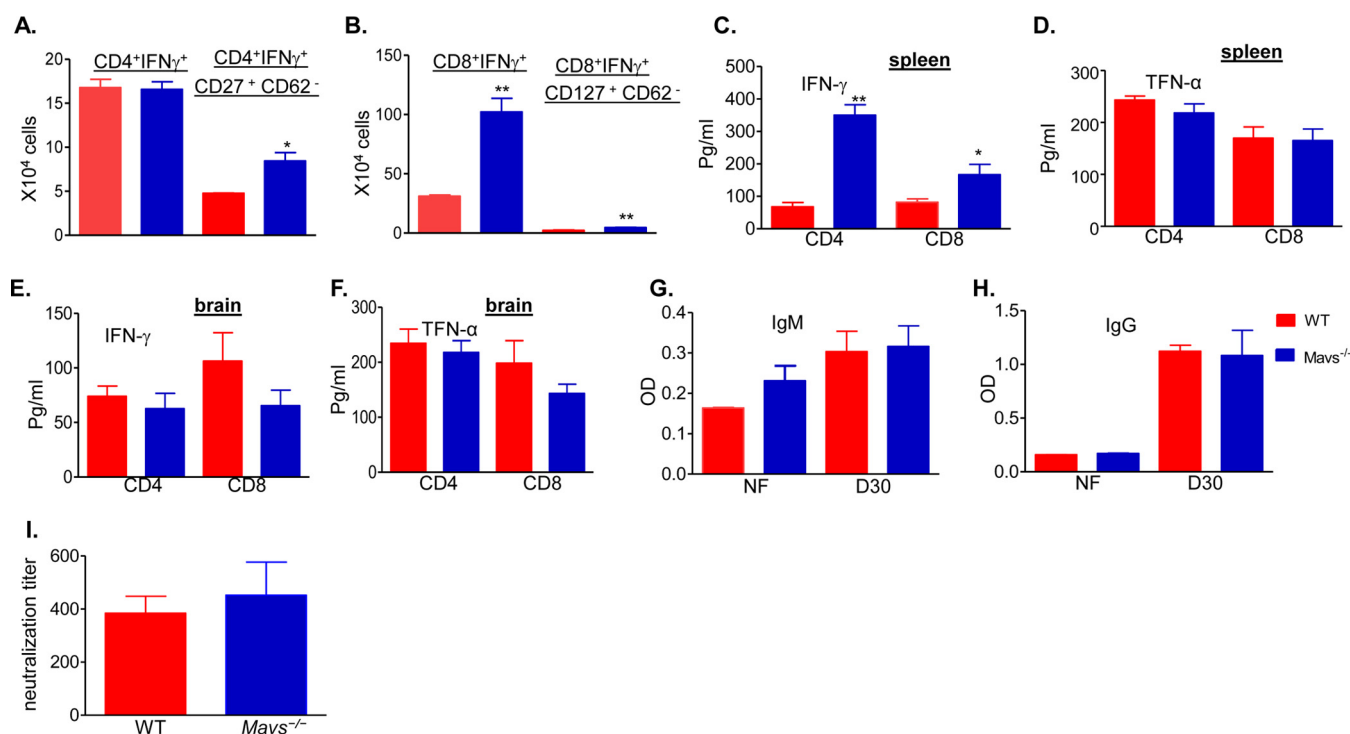 A.
CD4+IFNγ+
CD4+IFNγ+
CD27 + CD62 -
X10⁴ cells
20
15
10
5
0
*
B.
CD8+IFNγ+
CD8+IFNγ+
CD127 + CD62 -
X10⁴ cells
150
100
50
0
**
**
C.
spleen
IFN-γ
Pg/ml
500
400
300
200
100
0
**
*
CD4
CD8
D.
spleen
TFN-α
Pg/ml
300
200
100
300
CD4
CD8
E.
brain
IFN-γ
Pg/ml
150
100
50
0
CD4
CD8
F.
brain
TFN-α
Pg/ml
300
200
100
0
CD4
CD8
G.
IgM
OD
0.4
0.3
0.2
0.1
0.0
NF
D30
H.
IgG
OD
1.5
1.0
0.5
0.0
NF
D30
WT
Mavs⁻/⁻
I.
neutralization titer
600
400
200
0
WT
Mavs⁻/⁻